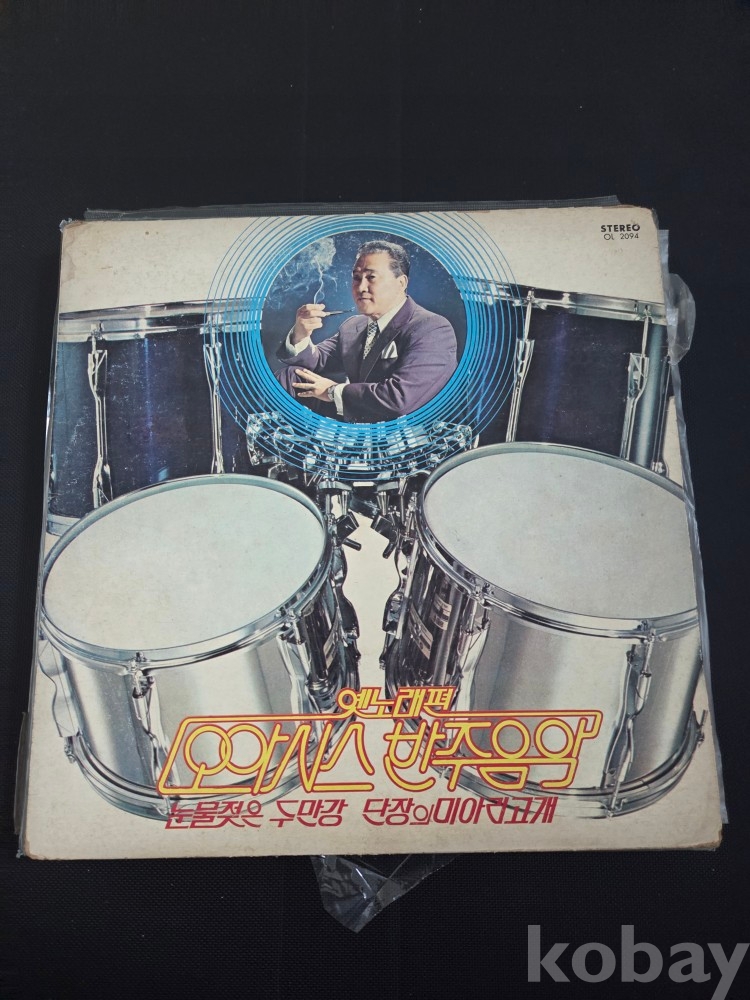 STEREO
OL 2094
옛노래편
오아시스 반주음악
눈물젖은 두만강 단장의미아리고개
kobay